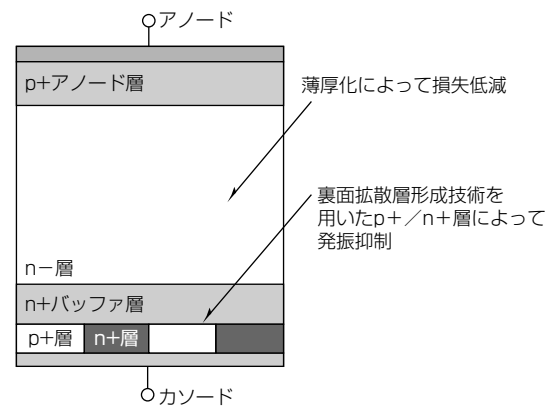 アノード
p+アノード層
薄厚化によって損失低減
裏面拡散層形成技術を
用いたp+/n+層によって
発振抑制
n－層
n+バッファ層
p+層
n+層
カソード